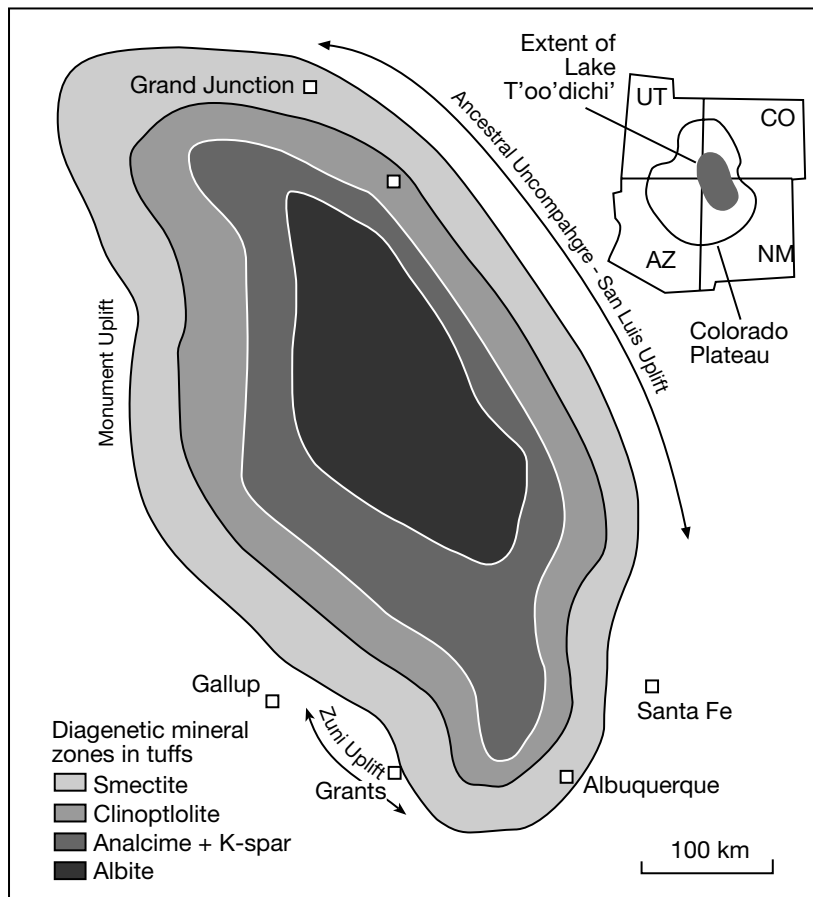 Extent of
Lake
T'oo'dichi'
UT
CO
AZ
NM
Colorado
Plateau
Grand Junction
Ancestral Uncompahgre - San Luis Uplift
Monument Uplift
Gallup
Zuni Uplift
Grants
Santa Fe
Albuquerque
Diagenetic mineral
zones in tuffs
Smectite
Clinoptlolite
Analcime + K-spar
Albite
100 km